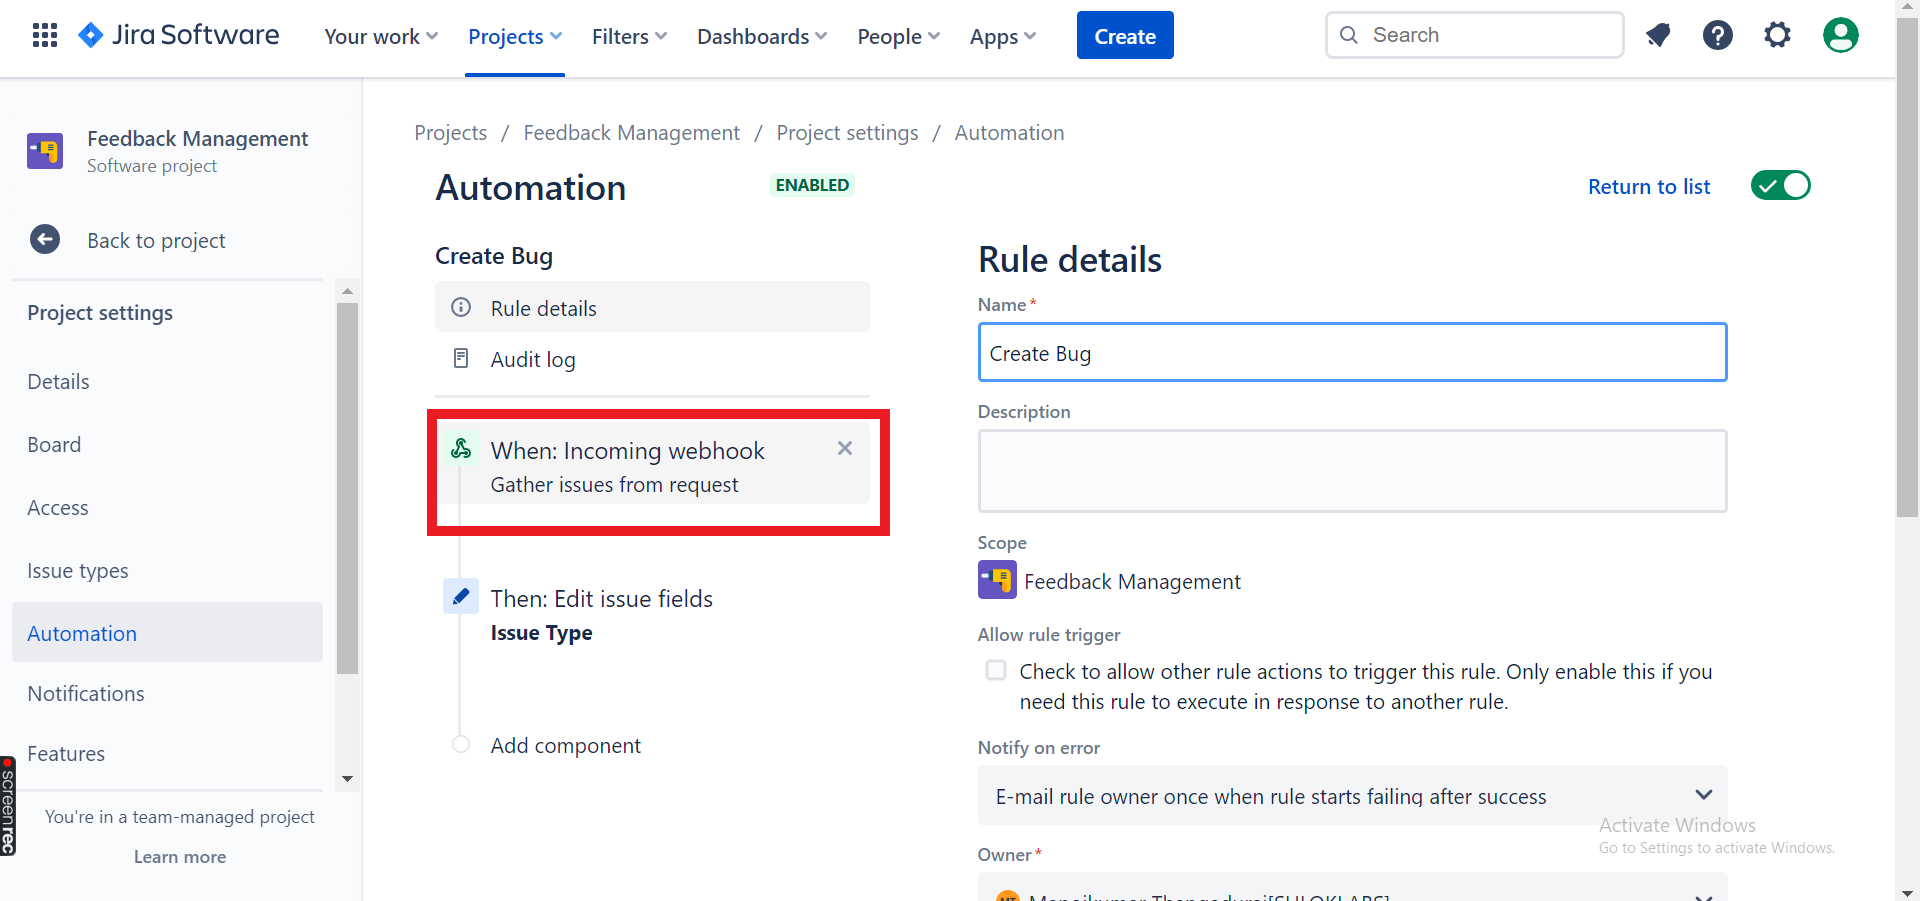 Jira Software
Your work
Projects
Filters
Dashboards
People
Apps
Create
Search
Feedback Management
Software project
Back to project
Project settings
Details
Board
Access
Issue types
Automation
Notifications
Features
You're in a team-managed project
Learn more
screenrec
Projects / Feedback Management / Project settings / Automation
Automation
ENABLED
Return to list
Create Bug
Rule details
Audit log
When: Incoming webhook
Gather issues from request
Then: Edit issue fields
Issue Type
Add component
Rule details
Name*
Create Bug
Description
Scope
Feedback Management
Allow rule trigger
Check to allow other rule actions to trigger this rule. Only enable this if you
need this rule to execute in response to another rule.
Notify on error
E-mail rule owner once when rule starts failing after success
Activate Windows
Go to Settings to activate Windows.
Owner*